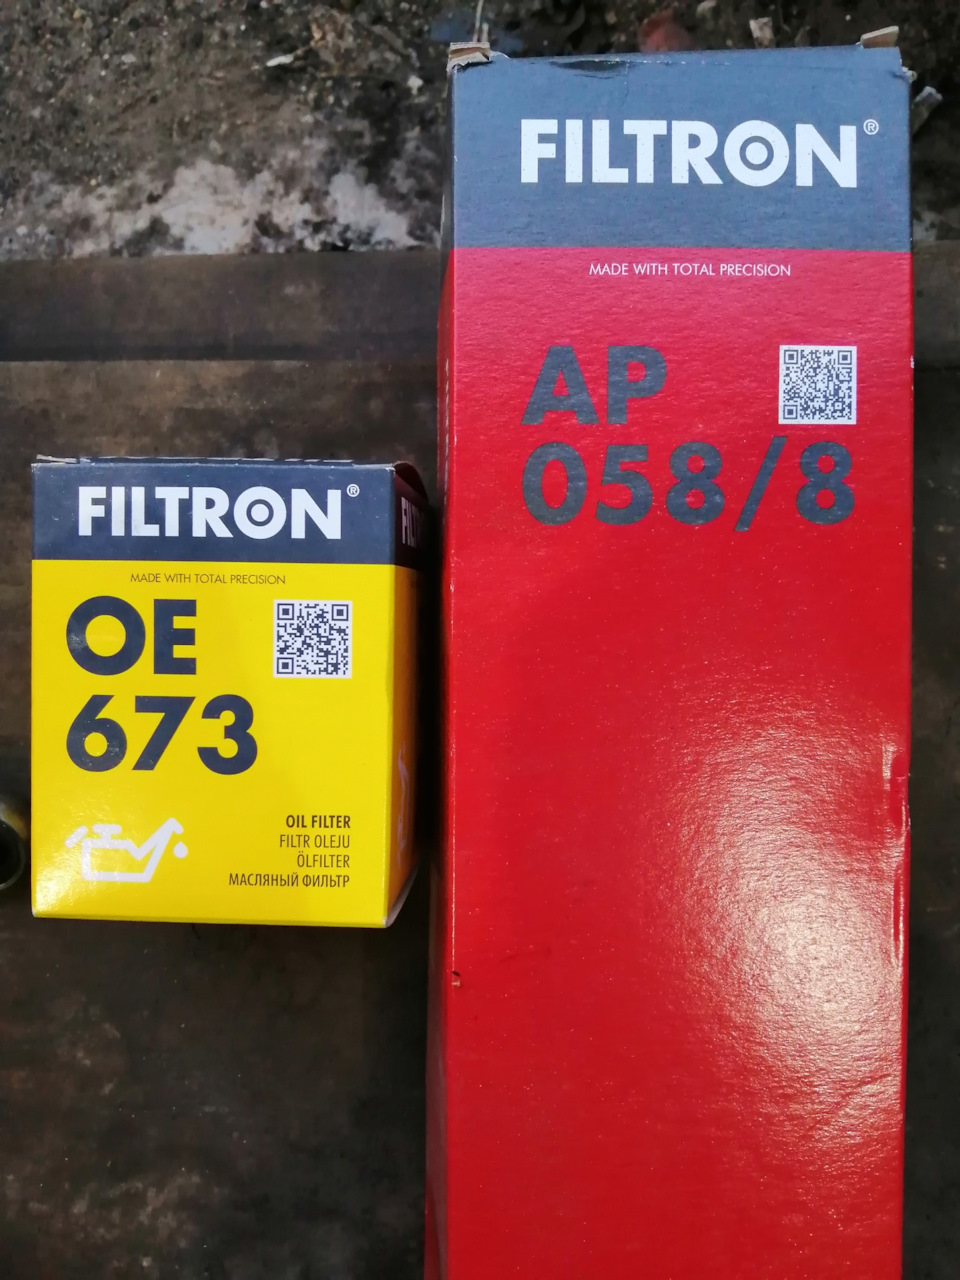 FILTRON®
MADE WITH TOTAL PRECISION
AP
058/8
FILTRON®
MADE WITH TOTAL PRECISION
OE
673
OIL FILTER
FILTR OLEJU
ÖLFILTER
МАСЛЯНЫЙ ФИЛЬТР